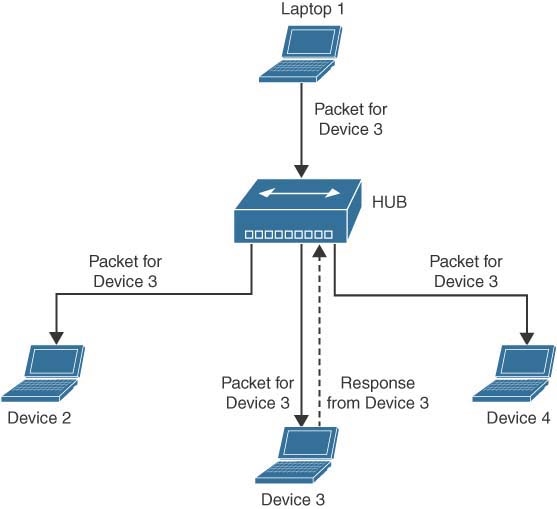 Laptop 1
Packet for
Device 3
HUB
Packet for
Device 3
Packet for
Device 3
Packet for
Device 3
Response
from Device 3
Device 2
Device 4
Device 3